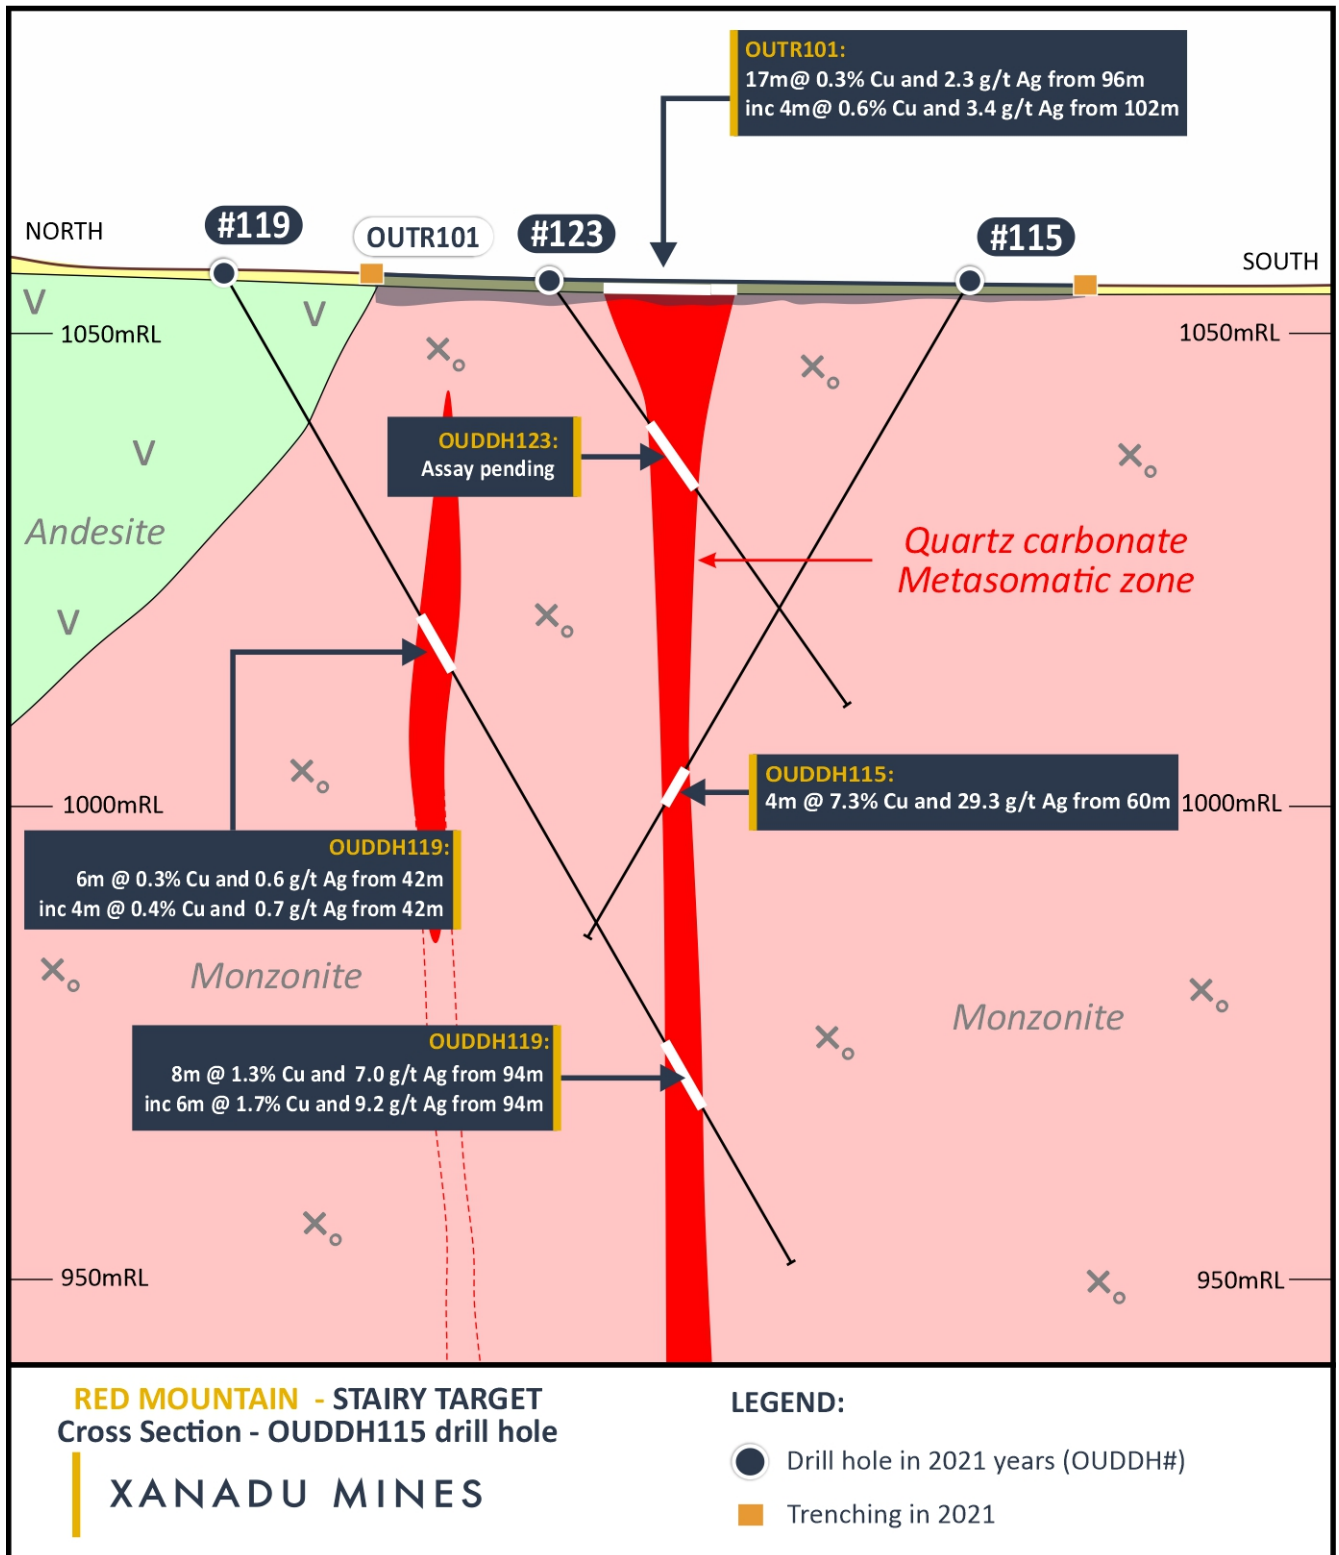 OUTR101:
17m@ 0.3% Cu and 2.3 g/t Ag from 96m
inc 4m@ 0.6% Cu and 3.4 g/t Ag from 102m
NORTH
#119
OUTR101
#123
#115
SOUTH
1050mRL
1050mRL
OUDDH123:
Assay pending
Andesite
Quartz carbonate
Metasomatic zone
1000mRL
OUDDH115:
4m @ 7.3% Cu and 29.3 g/t Ag from 60m
1000mRL
OUDDH119:
6m @ 0.3% Cu and 0.6 g/t Ag from 42m
inc 4m @ 0.4% Cu and 0.7 g/t Ag from 42m
Monzonite
Monzonite
OUDDH119:
8m @ 1.3% Cu and 7.0 g/t Ag from 94m
inc 6m @ 1.7% Cu and 9.2 g/t Ag from 94m
950mRL
950mRL
RED MOUNTAIN - STAIRY TARGET
Cross Section - OUDDH115 drill hole
XANADU MINES
LEGEND:
Drill hole in 2021 years (OUDDH#)
Trenching in 2021